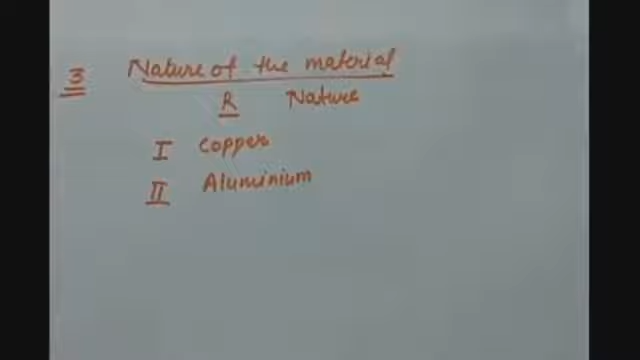 3 Nature of the material
R Nature
I Copper
II Aluminium